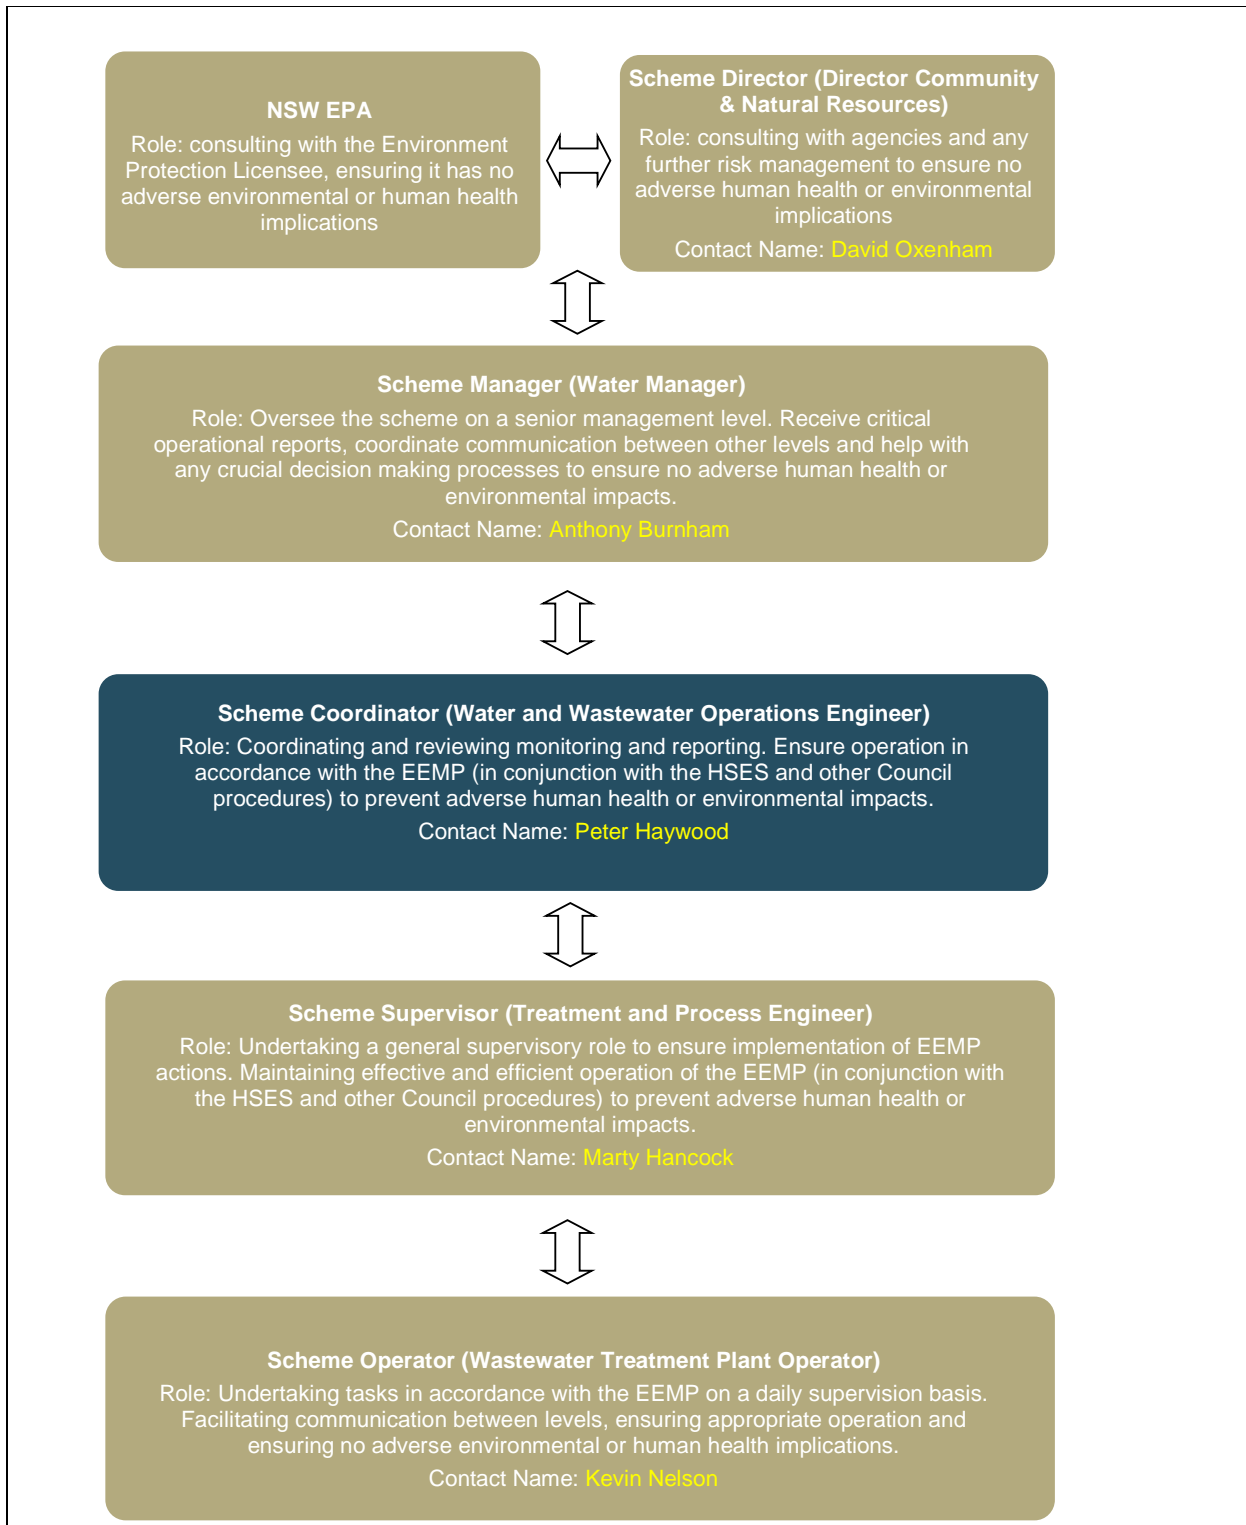 NSW EPA
Role: consulting with the Environment
Protection Licensee, ensuring it has no
adverse environmental or human health
implications
Scheme Director (Director Community
& Natural Resources)
Role: consulting with agencies and any
further risk management to ensure no
adverse human health or environmental
implications
Contact Name: David Oxenham
Scheme Manager (Water Manager)
Role: Oversee the scheme on a senior management level. Receive critical
operational reports, coordinate communication between other levels and help with
any crucial decision making processes to ensure no adverse human health or
environmental impacts.
Contact Name: Anthony Burnham
Scheme Coordinator (Water and Wastewater Operations Engineer)
Role: Coordinating and reviewing monitoring and reporting. Ensure operation in
accordance with the EEMP (in conjunction with the HSES and other Council
procedures) to prevent adverse human health or environmental impacts.
Contact Name: Peter Haywood
Scheme Supervisor (Treatment and Process Engineer)
Role: Undertaking a general supervisory role to ensure implementation of EEMP
actions. Maintaining effective and efficient operation of the EEMP (in conjunction with
the HSES and other Council procedures) to prevent adverse human health or
environmental impacts.
Contact Name: Marty Hancock
Scheme Operator (Wastewater Treatment Plant Operator)
Role: Undertaking tasks in accordance with the EEMP on a daily supervision basis.
Facilitating communication between levels, ensuring appropriate operation and
ensuring no adverse environmental or human health implications.
Contact Name: Kevin Nelson